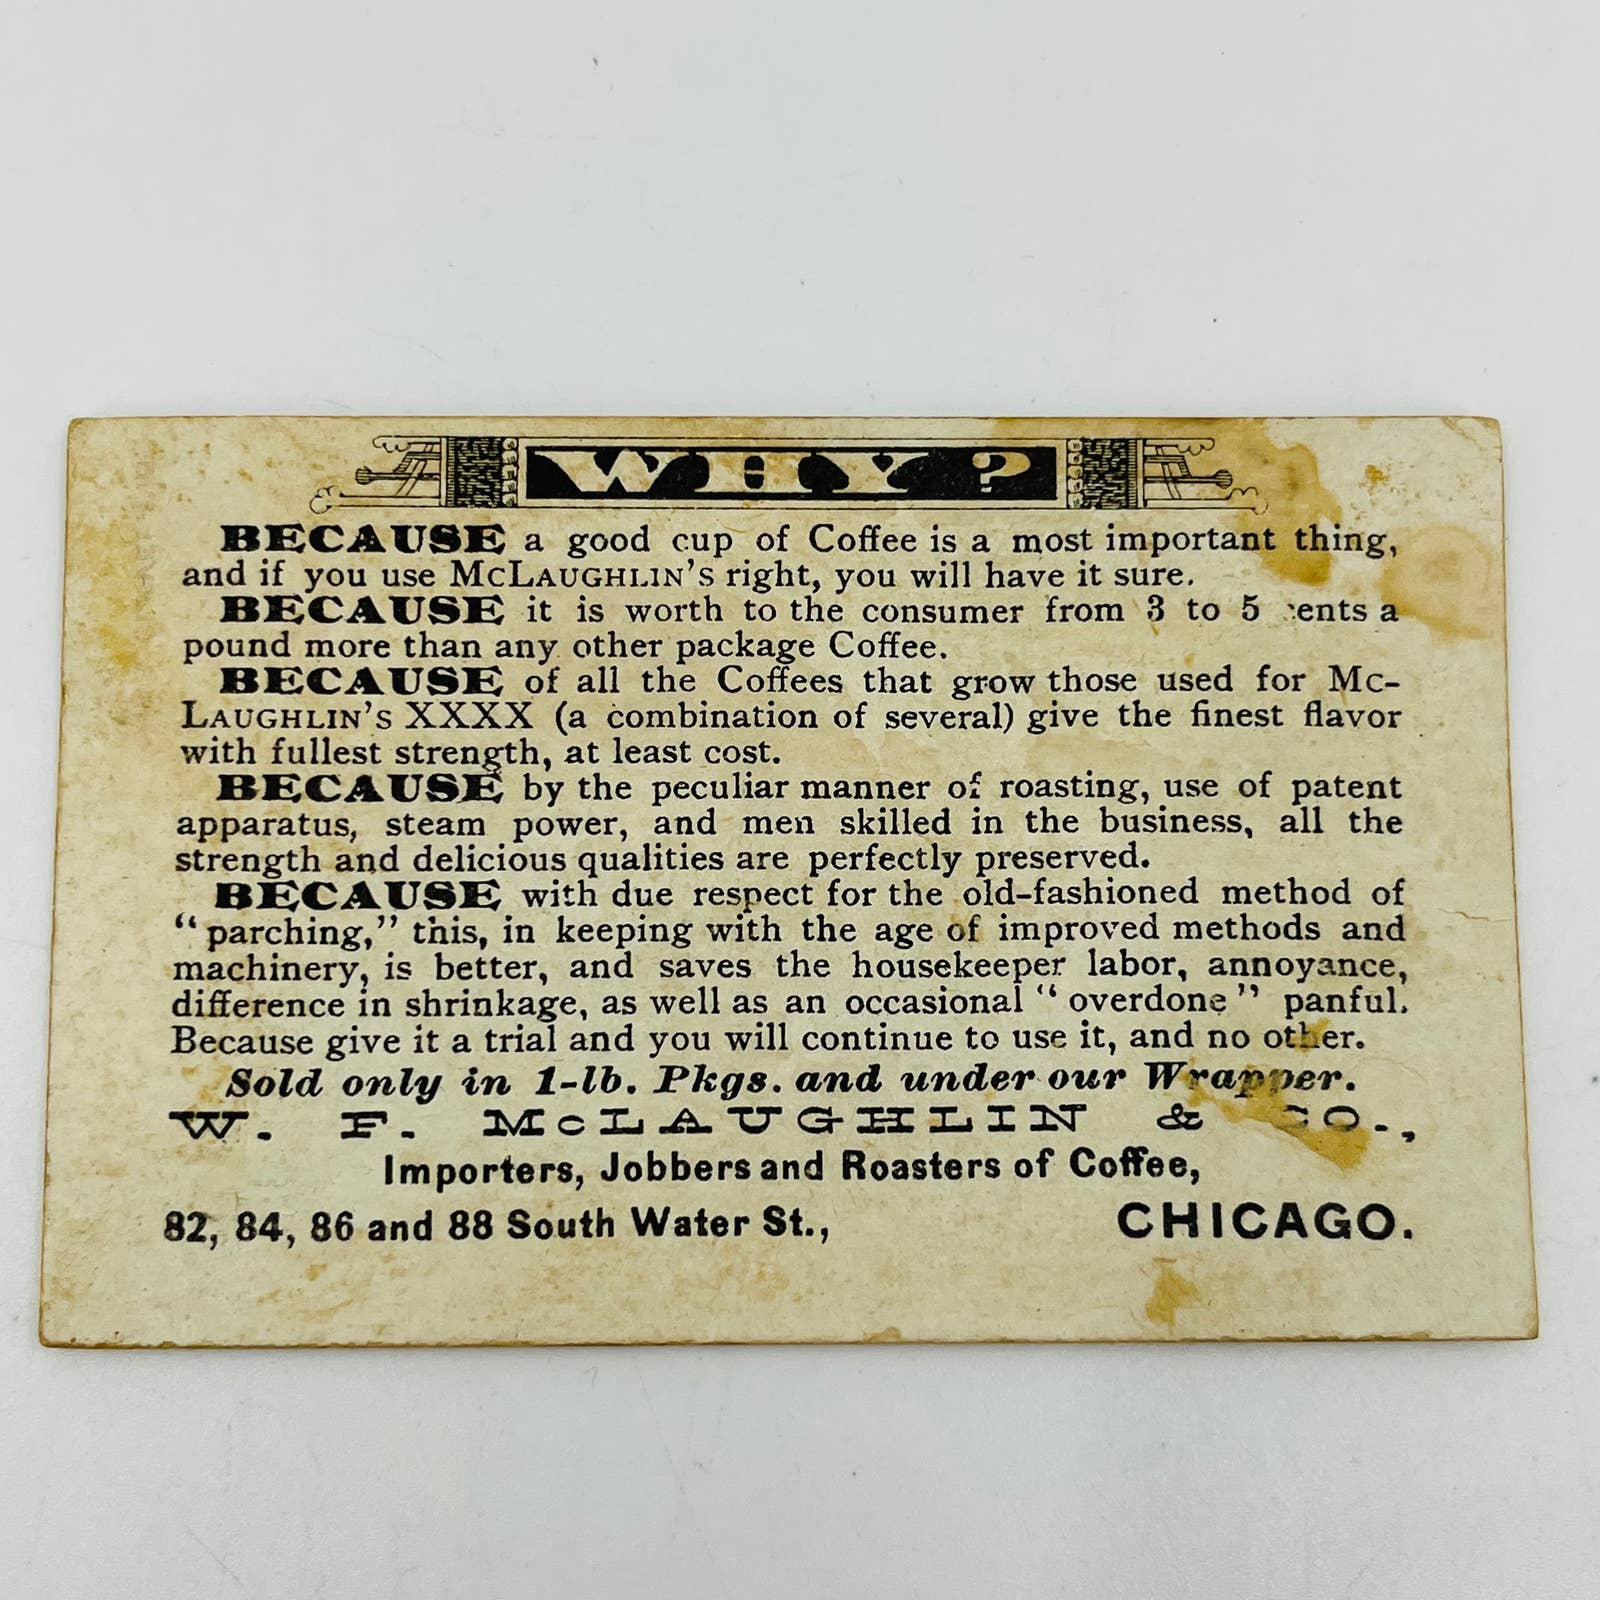 WHY?
BECAUSE a good cup of Coffee is a most important thing,
and if you use McLAUGHLIN'S right, you will have it sure.
BECAUSE it is worth to the consumer from 3 to 5 cents a
pound more than any other package Coffee.
BECAUSE of all the Coffees that grow those used for Mc-
LAUGHLIN'S XXXX (a combination of several) give the finest flavor
with fullest strength, at least cost.
BECAUSE by the peculiar manner of roasting, use of patent
apparatus, steam power, and men skilled in the business, all the
strength and delicious qualities are perfectly preserved.
BECAUSE with due respect for the old-fashioned method of
“parching,” this, in keeping with the age of improved methods and
machinery, is better, and saves the housekeeper labor, annoyance,
difference in shrinkage, as well as an occasional “overdone” panful.
Because give it a trial and you will continue to use it, and no other.
Sold only in 1-lb. Pkgs. and under our Wrapper.
W. F. McLAUGHLIN & CO.,
Importers, Jobbers and Roasters of Coffee,
82, 84, 86 and 88 South Water St., CHICAGO.